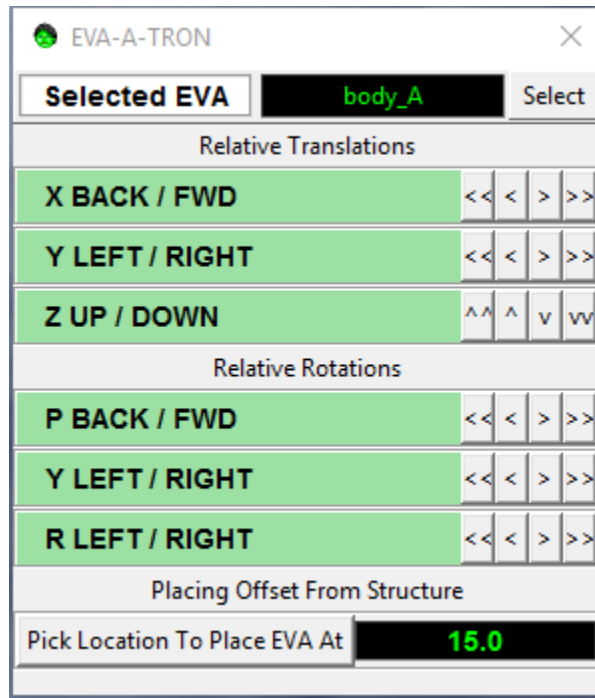 EVA-A-TRON
Selected EVA body_A Select
Relative Translations
X BACK / FWD << < > >>
Y LEFT / RIGHT << < > >>
Z UP / DOWN ^^ ^ v vv
Relative Rotations
P BACK / FWD << < > >>
Y LEFT / RIGHT << < > >>
R LEFT / RIGHT << < > >>
Placing Offset From Structure
Pick Location To Place EVA At 15.0